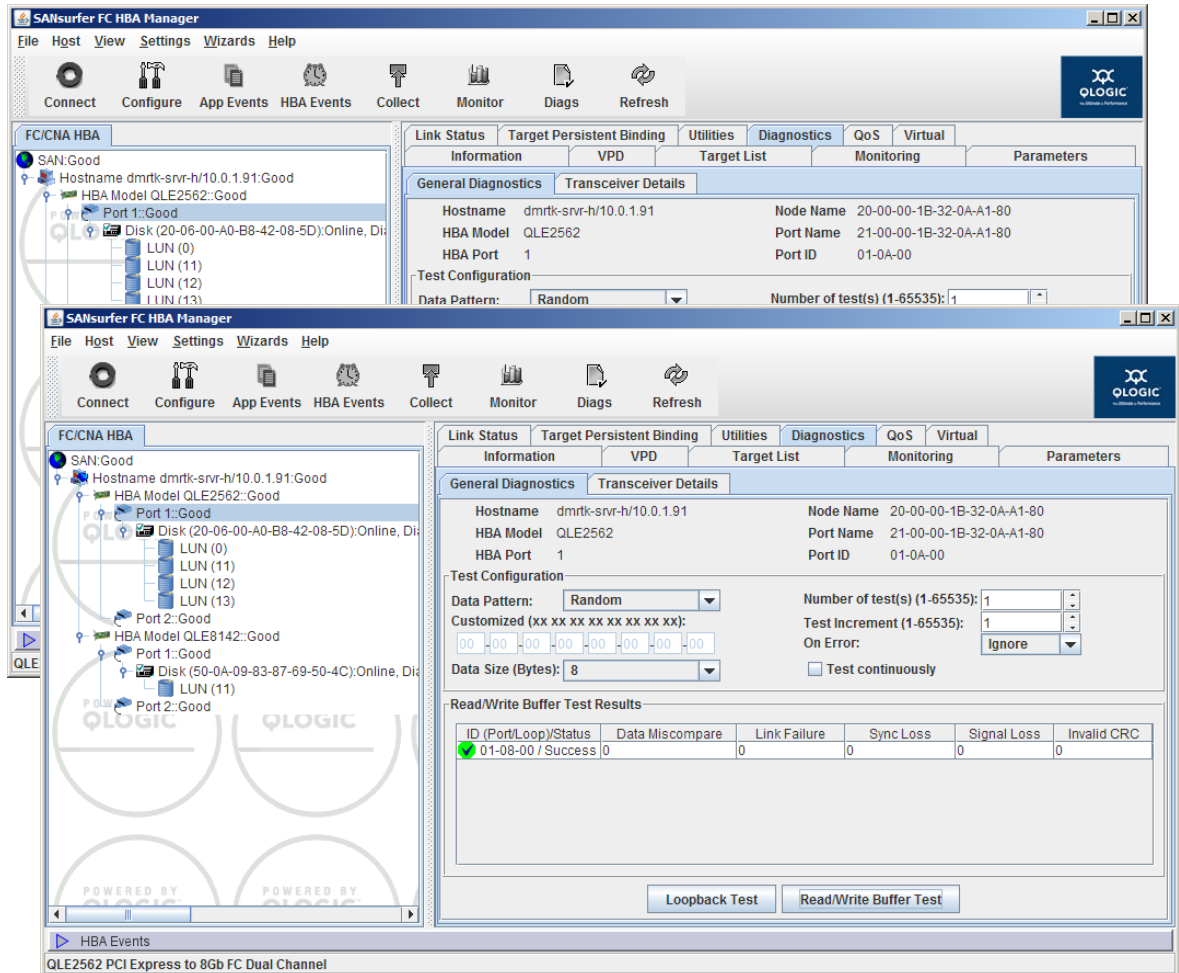 SANsurfer FC HBA Manager
File Host View Settings Wizards Help
Connect Configure App Events HBA Events Collect Monitor Diags Refresh
QLOGIC
FC/CNA HBA
SAN:Good
Hostname dmrtk-srvr-h/10.0.1.91:Good
HBA Model QLE2562::Good
Port 1::Good
Disk (20-06-00-A0-B8-42-08-5D):Online, Di
LUN (0)
LUN (11)
LUN (12)
LUN (13)
Link Status Target Persistent Binding Utilities Diagnostics QoS Virtual
Information VPD Target List Monitoring Parameters
General Diagnostics Transceiver Details
Hostname dmrtk-srvr-h/10.0.1.91 Node Name 20-00-00-1B-32-0A-A1-80
HBA Model QLE2562 Port Name 21-00-00-1B-32-0A-A1-80
HBA Port 1 Port ID 01-0A-00
Test Configuration
Data Pattern: Random Number of test(s) (1-65535): 1
QLE
SANsurfer FC HBA Manager
File Host View Settings Wizards Help
Connect Configure App Events HBA Events Collect Monitor Diags Refresh
QLOGIC
FC/CNA HBA
SAN:Good
Hostname dmrtk-srvr-h/10.0.1.91:Good
HBA Model QLE2562::Good
Port 1::Good
Disk (20-06-00-A0-B8-42-08-5D):Online, Di
LUN (0)
LUN (11)
LUN (12)
LUN (13)
Port 2::Good
HBA Model QLE8142::Good
Port 1::Good
Disk (50-0A-09-83-87-69-50-4C):Online, Di
LUN (11)
Port 2::Good
QLOGIC QLOGIC
POWERED BY POWERED BY
Link Status Target Persistent Binding Utilities Diagnostics QoS Virtual
Information VPD Target List Monitoring Parameters
General Diagnostics Transceiver Details
Hostname dmrtk-srvr-h/10.0.1.91 Node Name 20-00-00-1B-32-0A-A1-80
HBA Model QLE2562 Port Name 21-00-00-1B-32-0A-A1-80
HBA Port 1 Port ID 01-0A-00
Test Configuration
Data Pattern: Random Number of test(s) (1-65535): 1
Customized (xx xx xx xx xx xx xx xx): Test Increment (1-65535): 1
00 -00 -00 -00 -00 -00 -00 -00 On Error: Ignore
Data Size (Bytes): 8 Test continuously
Read/Write Buffer Test Results
ID (Port/Loop)/Status Data Miscompare Link Failure Sync Loss Signal Loss Invalid CRC
01-08-00 / Success 0 0 0 0 0
Loopback Test Read/Write Buffer Test
HBA Events
QLE2562 PCI Express to 8Gb FC Dual Channel